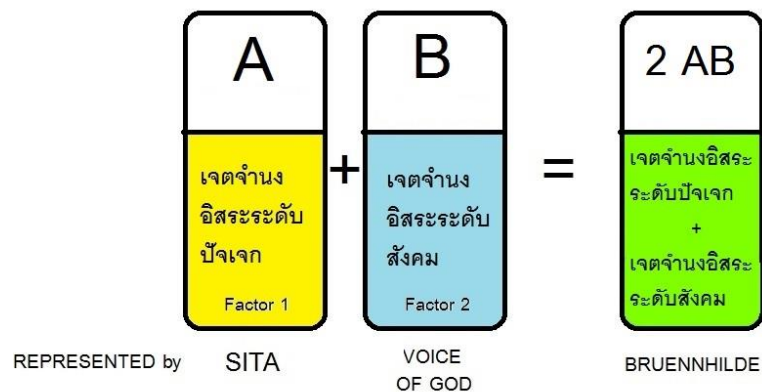 A
B
2 AB
เจตจำนง
อิสระระดับ
ปัจเจก
Factor 1
+
เจตจำนง
อิสระระดับ
สังคม
Factor 2
=
เจตจำนงอิสระ
ระดับปัจเจก
+
เจตจำนงอิสระ
ระดับสังคม
REPRESENTED by
SITA
VOICE
OF GOD
BRUENNHILDE